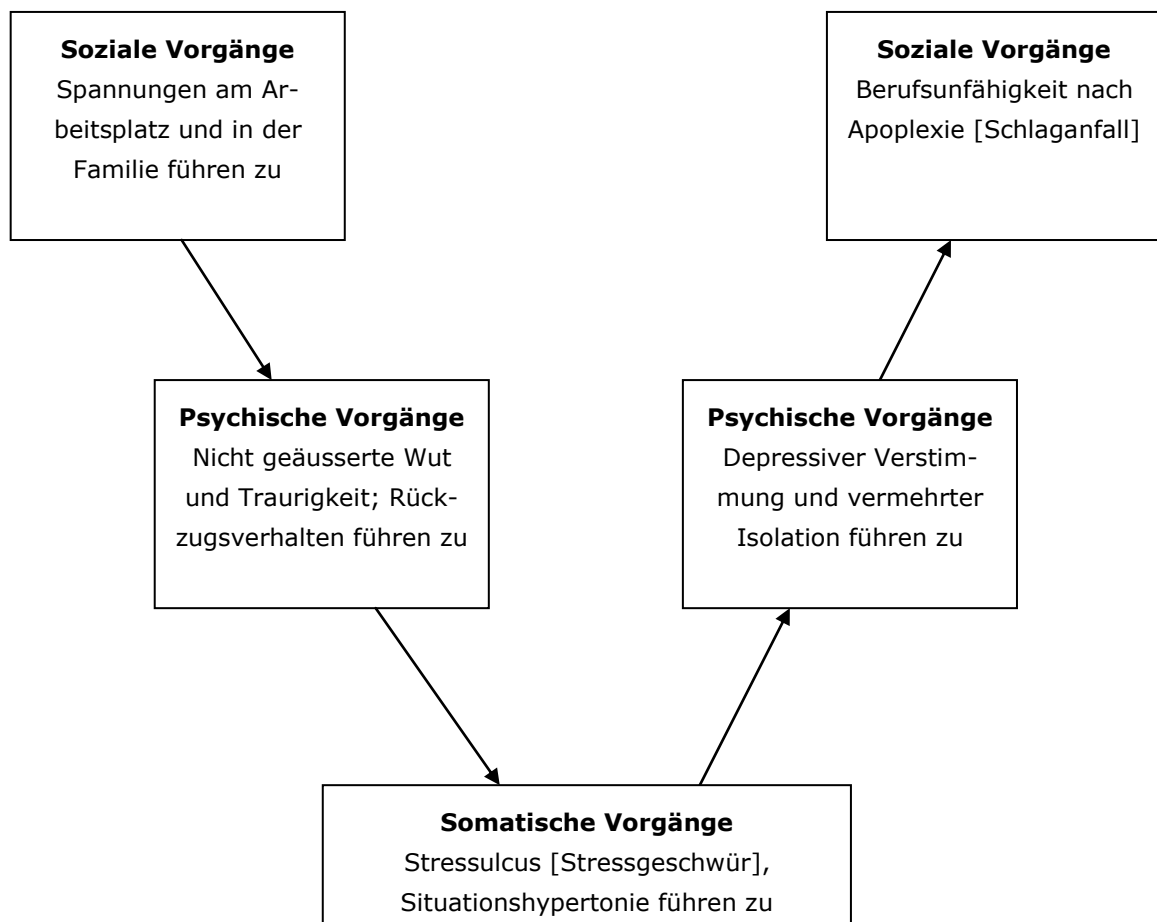 Soziale Vorgänge
Spannungen am Ar-
beitsplatz und in der
Familie führen zu
Soziale Vorgänge
Berufsunfähigkeit nach
Apoplexie [Schlaganfall]
Psychische Vorgänge
Nicht geäusserte Wut
und Traurigkeit; Rück-
zugsverhalten führen zu
Psychische Vorgänge
Depressiver Verstim-
mung und vermehrter
Isolation führen zu
Somatische Vorgänge
Stressulcus [Stressgeschwür],
Situationshypertonie führen zu